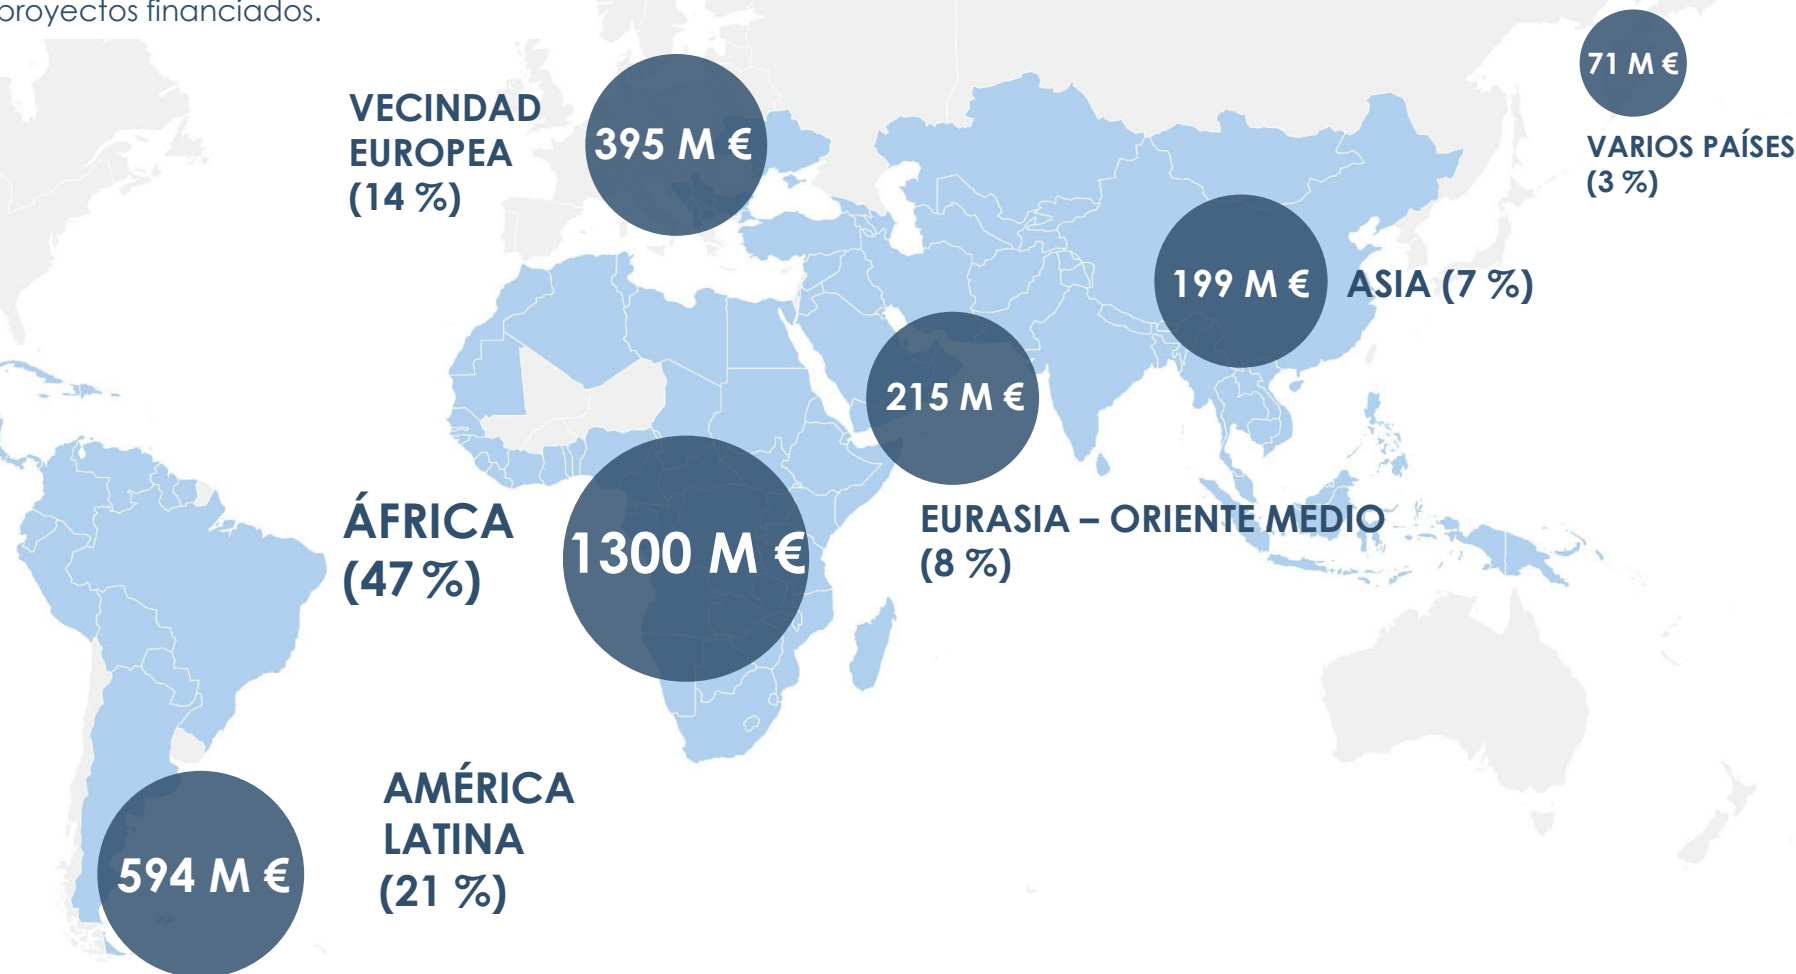 proyectos financiados.
71 M €
VARIOS PAÍSES
(3 %)
VECINDAD
EUROPEA
(14 %)
395 M €
199 M €
ASIA (7 %)
215 M €
EURASIA – ORIENTE MEDIO
(8 %)
ÁFRICA
(47 %)
1300 M €
AMÉRICA
LATINA
(21 %)
594 M €